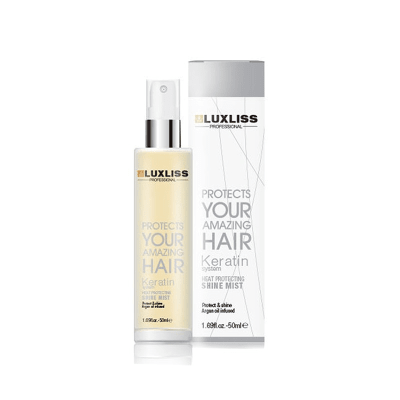 LUXLISS
PROFESSIONAL
PROTECTS
YOUR
AMAZING
HAIR
Keratin
system
HEAT PROTECTING
SHINE MIST
Protect & shine
Argan oil infused
1.69fl.oz.-50ml℮
LUXLISS
PROFESSIONAL
PROTECTS
YOUR
AMAZING
HAIR
Keratin
system
HEAT PROTECTING
SHINE MIST
Protect & shine
Argan oil infused
1.69fl.oz.-50ml℮